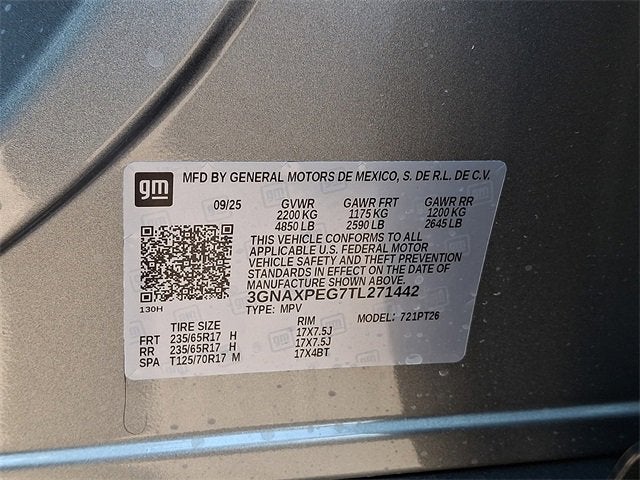 gm
MFD BY GENERAL MOTORS DE MEXICO, S. DE R.L. DE C.V.
09/25 GVWR GAWR FRT GAWR RR
2200 KG 1175 KG 1200 KG
4850 LB 2590 LB 2645 LB
THIS VEHICLE CONFORMS TO ALL
APPLICABLE U.S. FEDERAL MOTOR
VEHICLE SAFETY AND THEFT PREVENTION
STANDARDS IN EFFECT ON THE DATE OF
MANUFACTURE SHOWN ABOVE.
130H
3GNAXPEG7TL271442
TYPE: MPV MODEL: 721PT26
TIRE SIZE RIM
FRT 235/65R17 H 17X7.5J
RR 235/65R17 H 17X7.5J
SPA T125/70R17 M 17X4BT